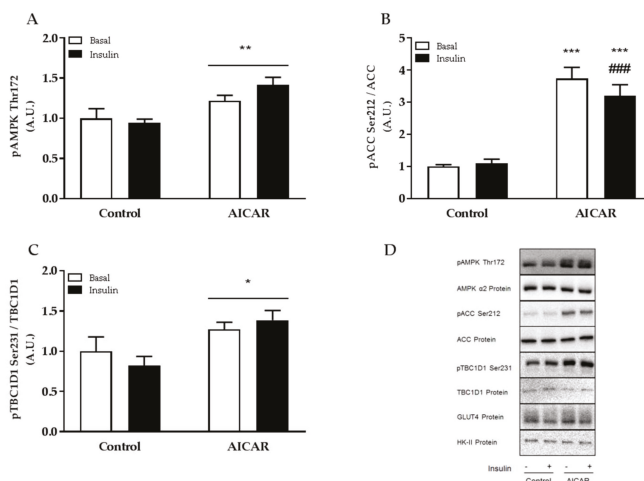 A
Basal
Insulin
**
pAMPK Thr172
(A.U.)
2.0
1.5
1.0
0.5
0.0
Control
AICAR
B
Basal
Insulin
***
***
###
pACC Ser212 / ACC
(A.U.)
5
4
3
2
1
0
Control
AICAR
C
Basal
Insulin
*
pTBC1D1 Ser231 / TBC1D1
(A.U.)
2.0
1.5
1.0
0.5
0.0
Control
AICAR
D
pAMPK Thr172
AMPK α2 Protein
pACC Ser212
ACC Protein
pTBC1D1 Ser231
TBC1D1 Protein
GLUT4 Protein
HK-II Protein
Insulin - + - +
Control AICAR